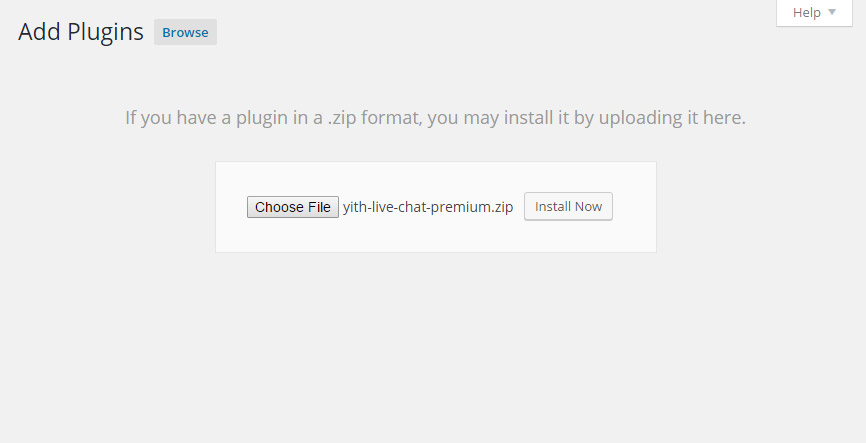 Help
Add Plugins Browse
If you have a plugin in a .zip format, you may install it by uploading it here.
Choose File yith-live-chat-premium.zip Install Now